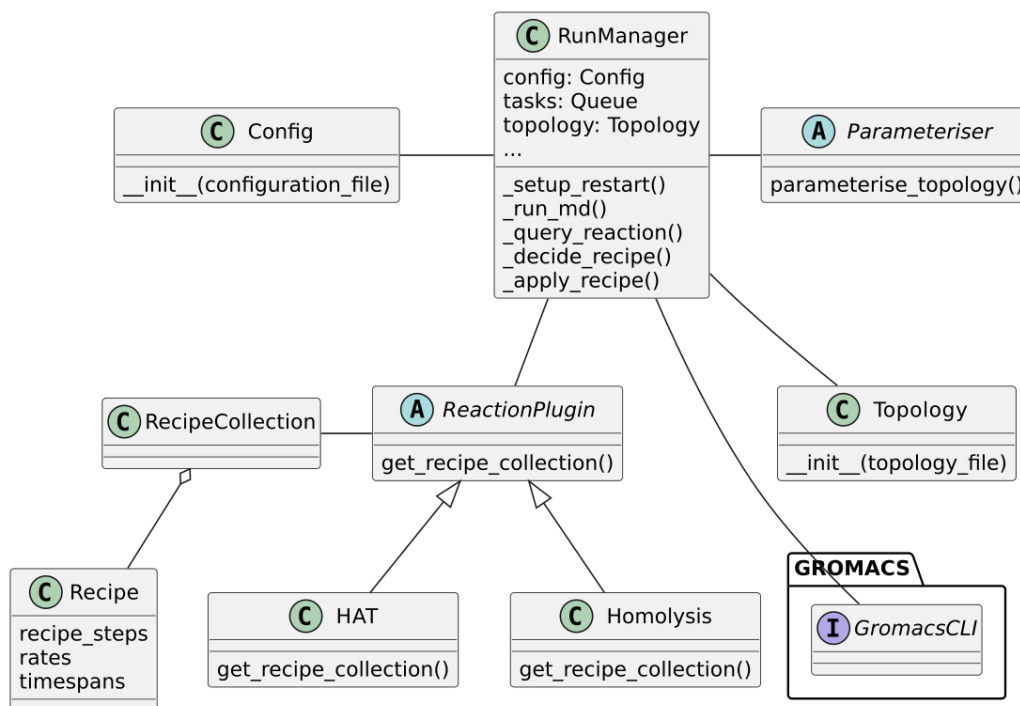 C RunManager
config: Config
tasks: Queue
topology: Topology
...
_setup_restart()
_run_md()
_query_reaction()
_decide_recipe()
_apply_recipe()
C Config
__init__(configuration_file)
A Parameteriser
parameterise_topology()
C RecipeCollection
A ReactionPlugin
get_recipe_collection()
C Topology
__init__(topology_file)
C Recipe
recipe_steps
rates
timespans
C HAT
get_recipe_collection()
C Homolysis
get_recipe_collection()
GROMACS
I GromacsCLI